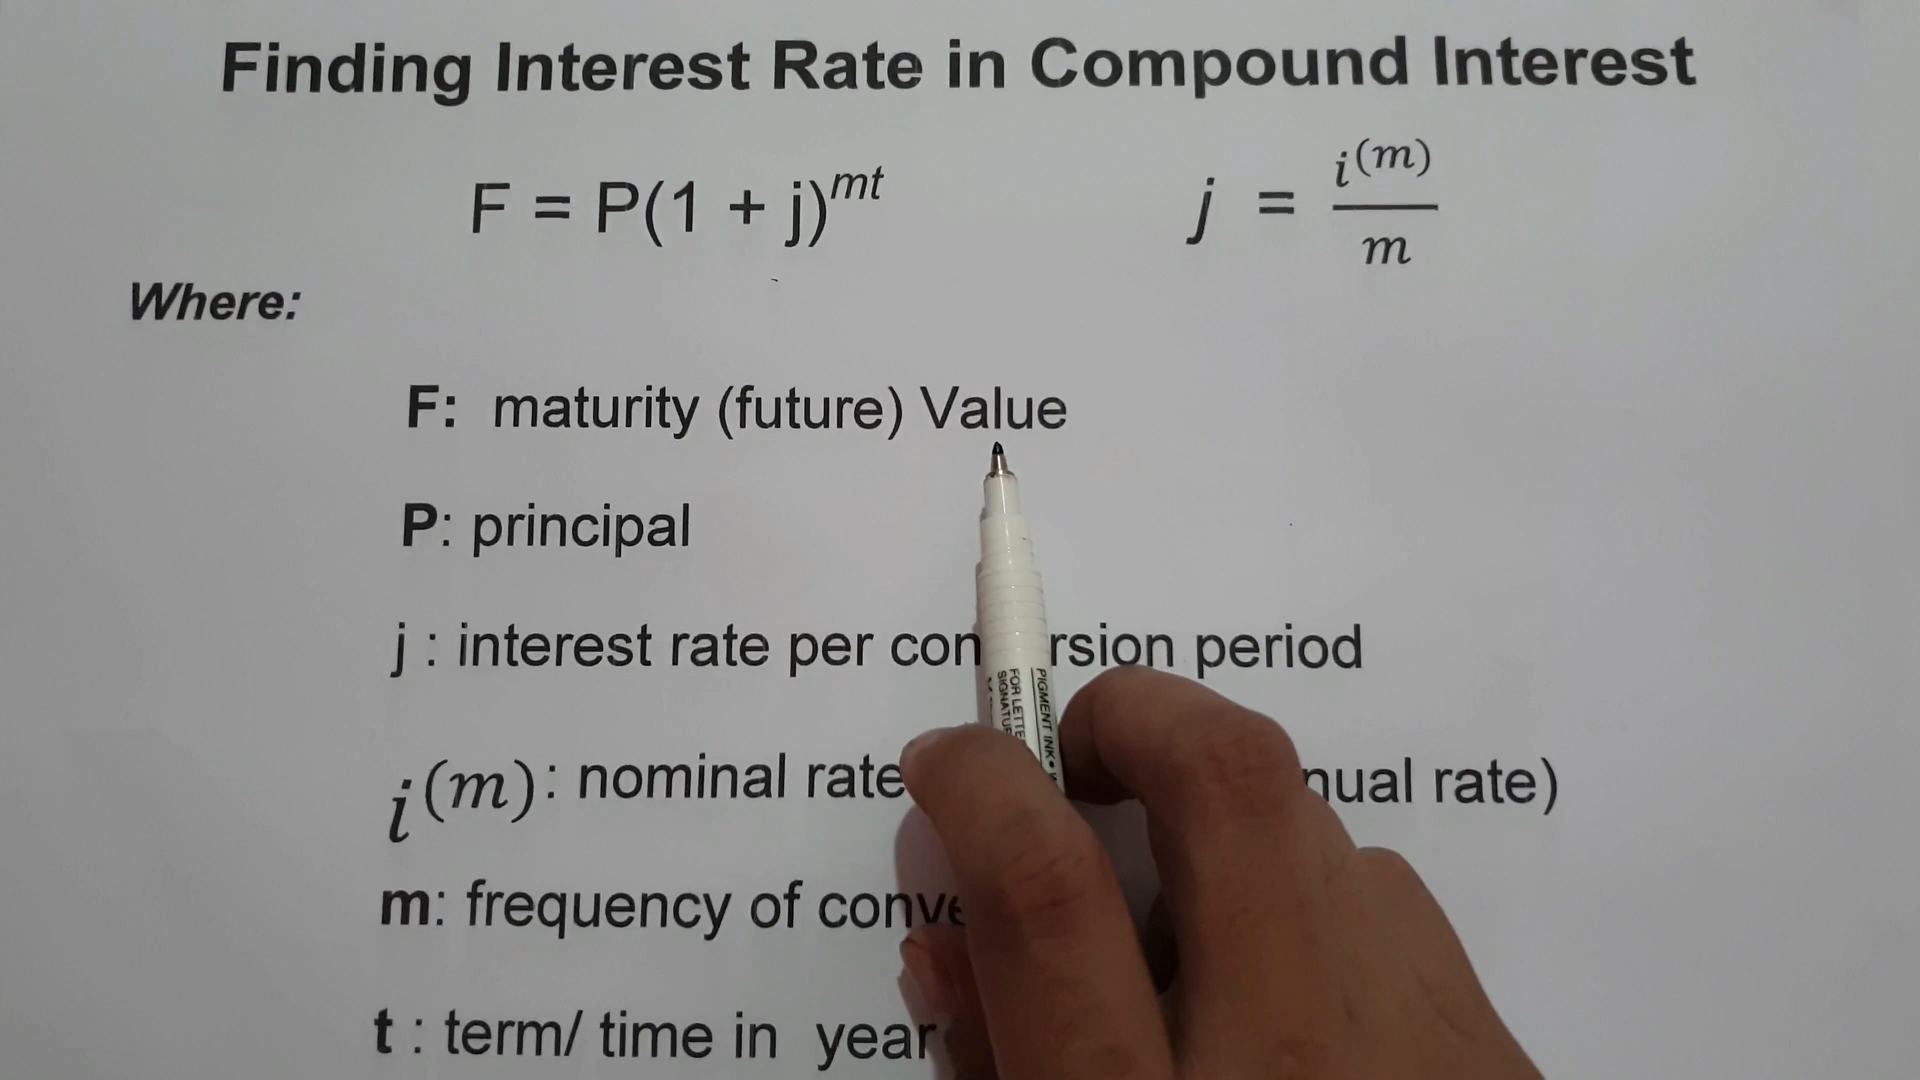 Finding Interest Rate in Compound Interest
F = P(1 + j)^mt
j = i^(m) / m
Where:
F: maturity (future) Value
P: principal
j : interest rate per con rsion period
i^(m): nominal rate nual rate)
m: frequency of conve
t : term/ time in year
PIGMENT INK
FOR LETTE
SIGNATU